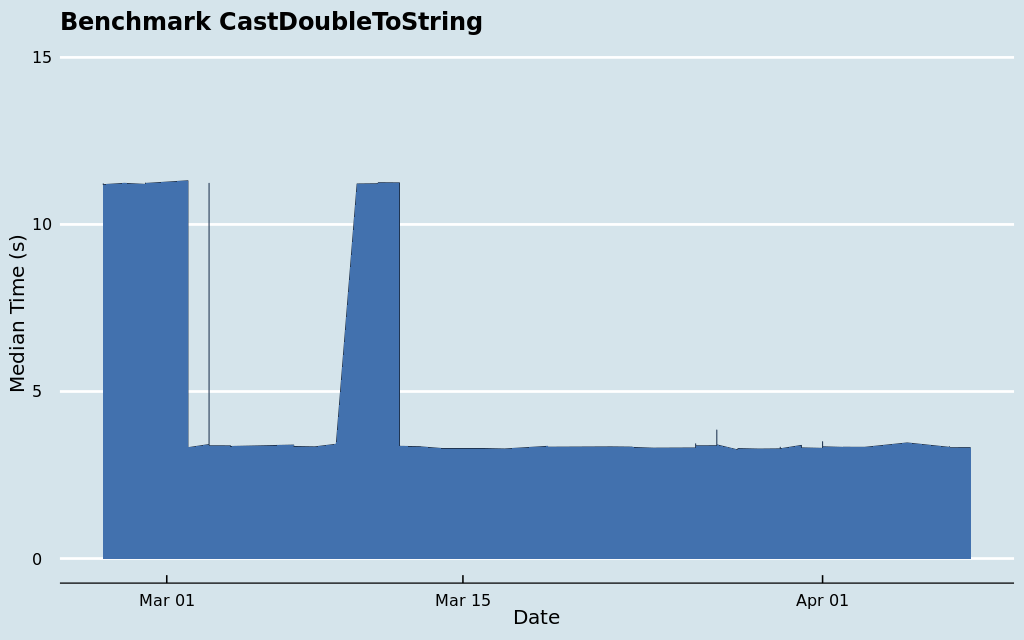 Benchmark CastDoubleToString
15
10
5
0
Median Time (s)
Mar 01
Mar 15
Apr 01
Date